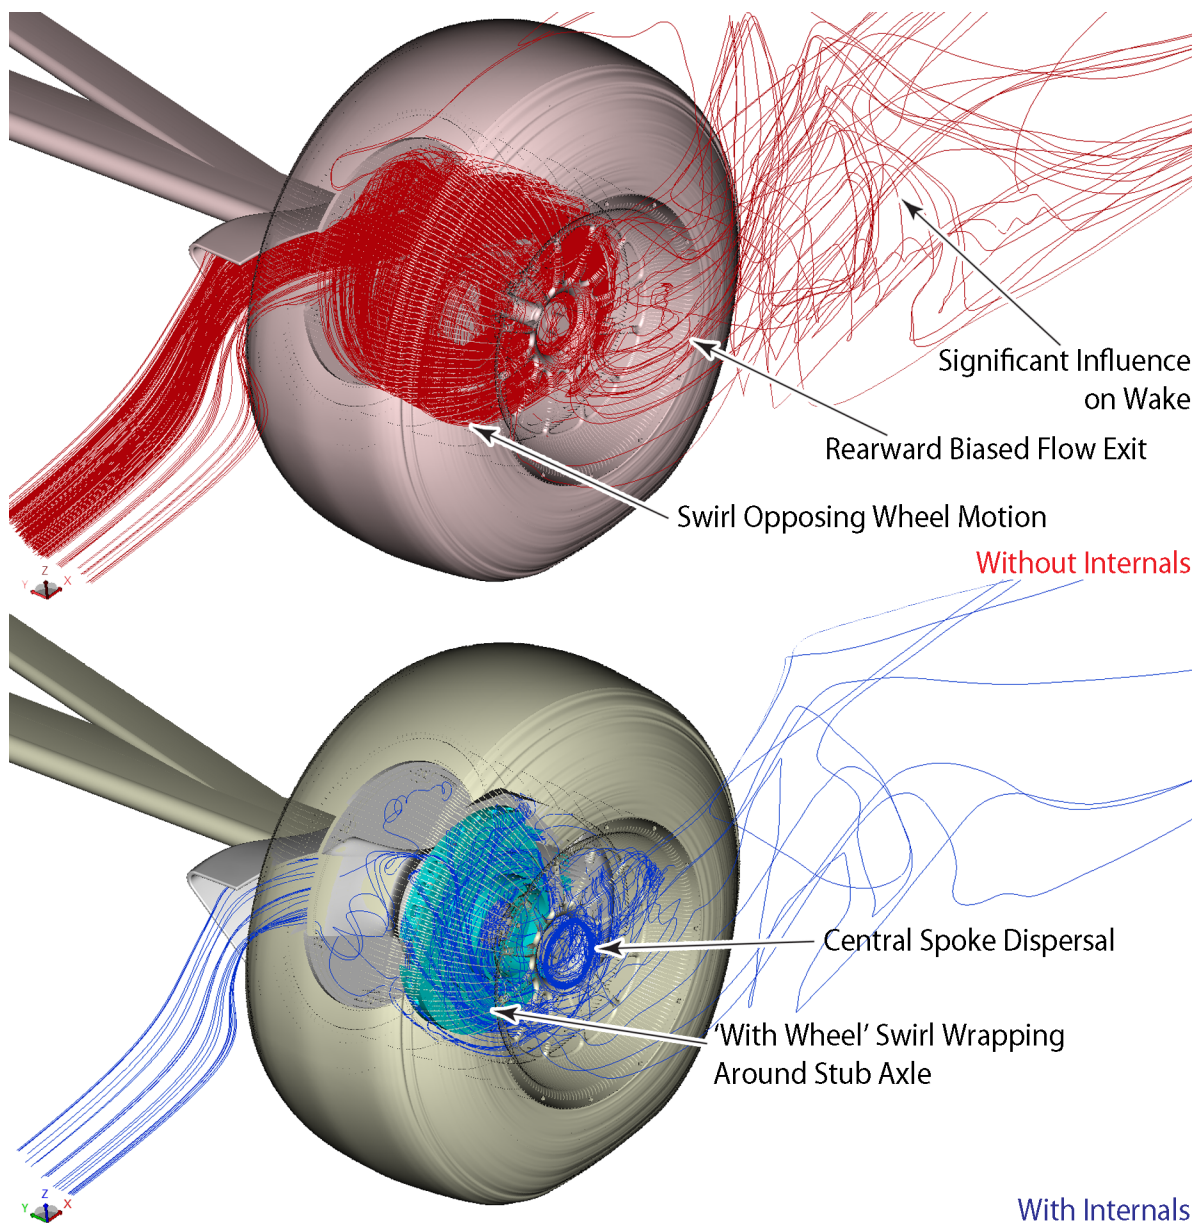 Significant Influence
on Wake
Rearward Biased Flow Exit
Swirl Opposing Wheel Motion
Without Internals
Z
Y X
Central Spoke Dispersal
'With Wheel' Swirl Wrapping
Around Stub Axle
Z
Y X
With Internals